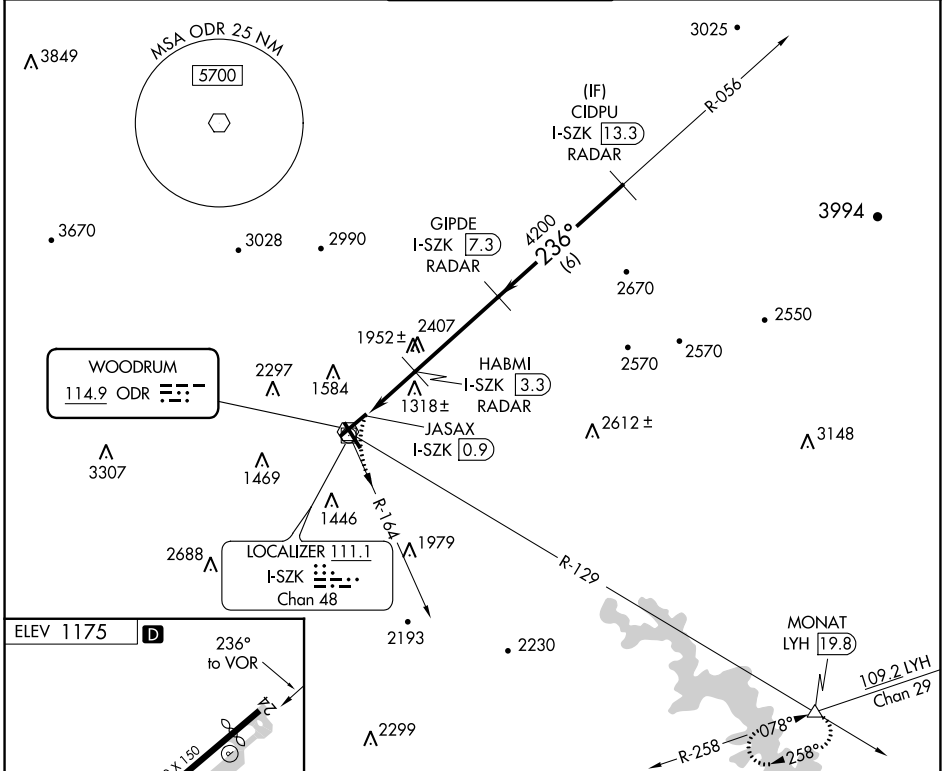 MSA ODR 25 NM
5700
3849
3025
R-056
(IF)
CIDPU
I-SZK 13.3
RADAR
3994
GIPDE
I-SZK 7.3
RADAR
4200
236°
(6)
3670
3028
2990
2670
2550
2570
2570
1952 ±
2407
WOODRUM
114.9 ODR
2297
1584
1318 ±
HABMI
I-SZK 3.3
RADAR
JASAX
I-SZK 0.9
2612 ±
3148
3307
1469
1446
R-164
LOCALIZER 111.1
I-SZK
Chan 48
2688
1979
R-129
2193
2230
MONAT
LYH 19.8
109.2 LYH
Chan 29
R-258
078°
258°
2299
ELEV 1175 D
236°
to VOR
24
P
X 150